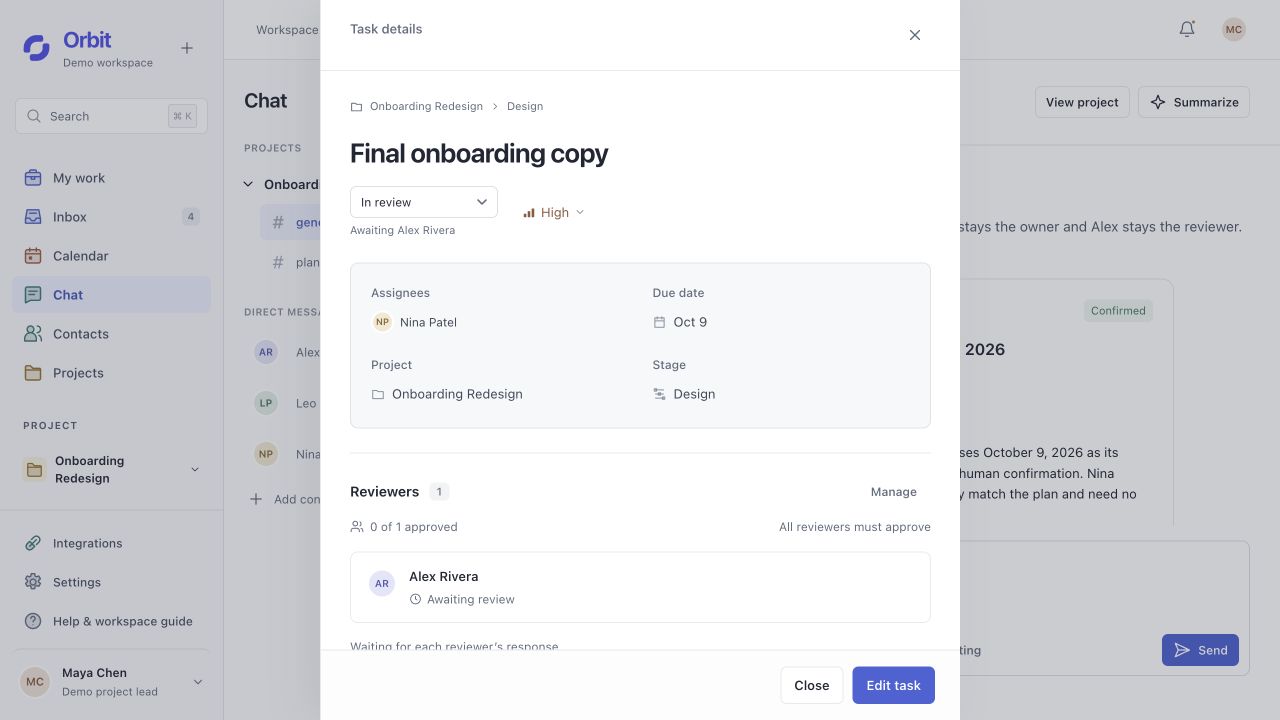 Orbit
Demo workspace
Search
⌘ K
My work
Inbox
4
Calendar
Chat
Contacts
Projects
PROJECT
Onboarding
Redesign
Integrations
Settings
Help & workspace guide
MC
Maya Chen
Demo project lead
Workspace
MC
Chat
View project
Summarize
PROJECTS
Onboard
#
#
plan
DIRECT MESSA
AR
Alex
LP
Leo
NP
Nina
Add con
stays the owner and Alex stays the reviewer.
Confirmed
2026
ses October 9, 2026 as its
human confirmation. Nina
match the plan and need no
Send
Task details
Onboarding Redesign
Design
Final onboarding copy
In review
High
Awaiting Alex Rivera
Assignees
Due date
NP
Nina Patel
Oct 9
Project
Stage
Onboarding Redesign
Design
Reviewers
1
Manage
0 of 1 approved
All reviewers must approve
AR
Alex Rivera
Awaiting review
Waiting for each reviewer's response
Close
Edit task